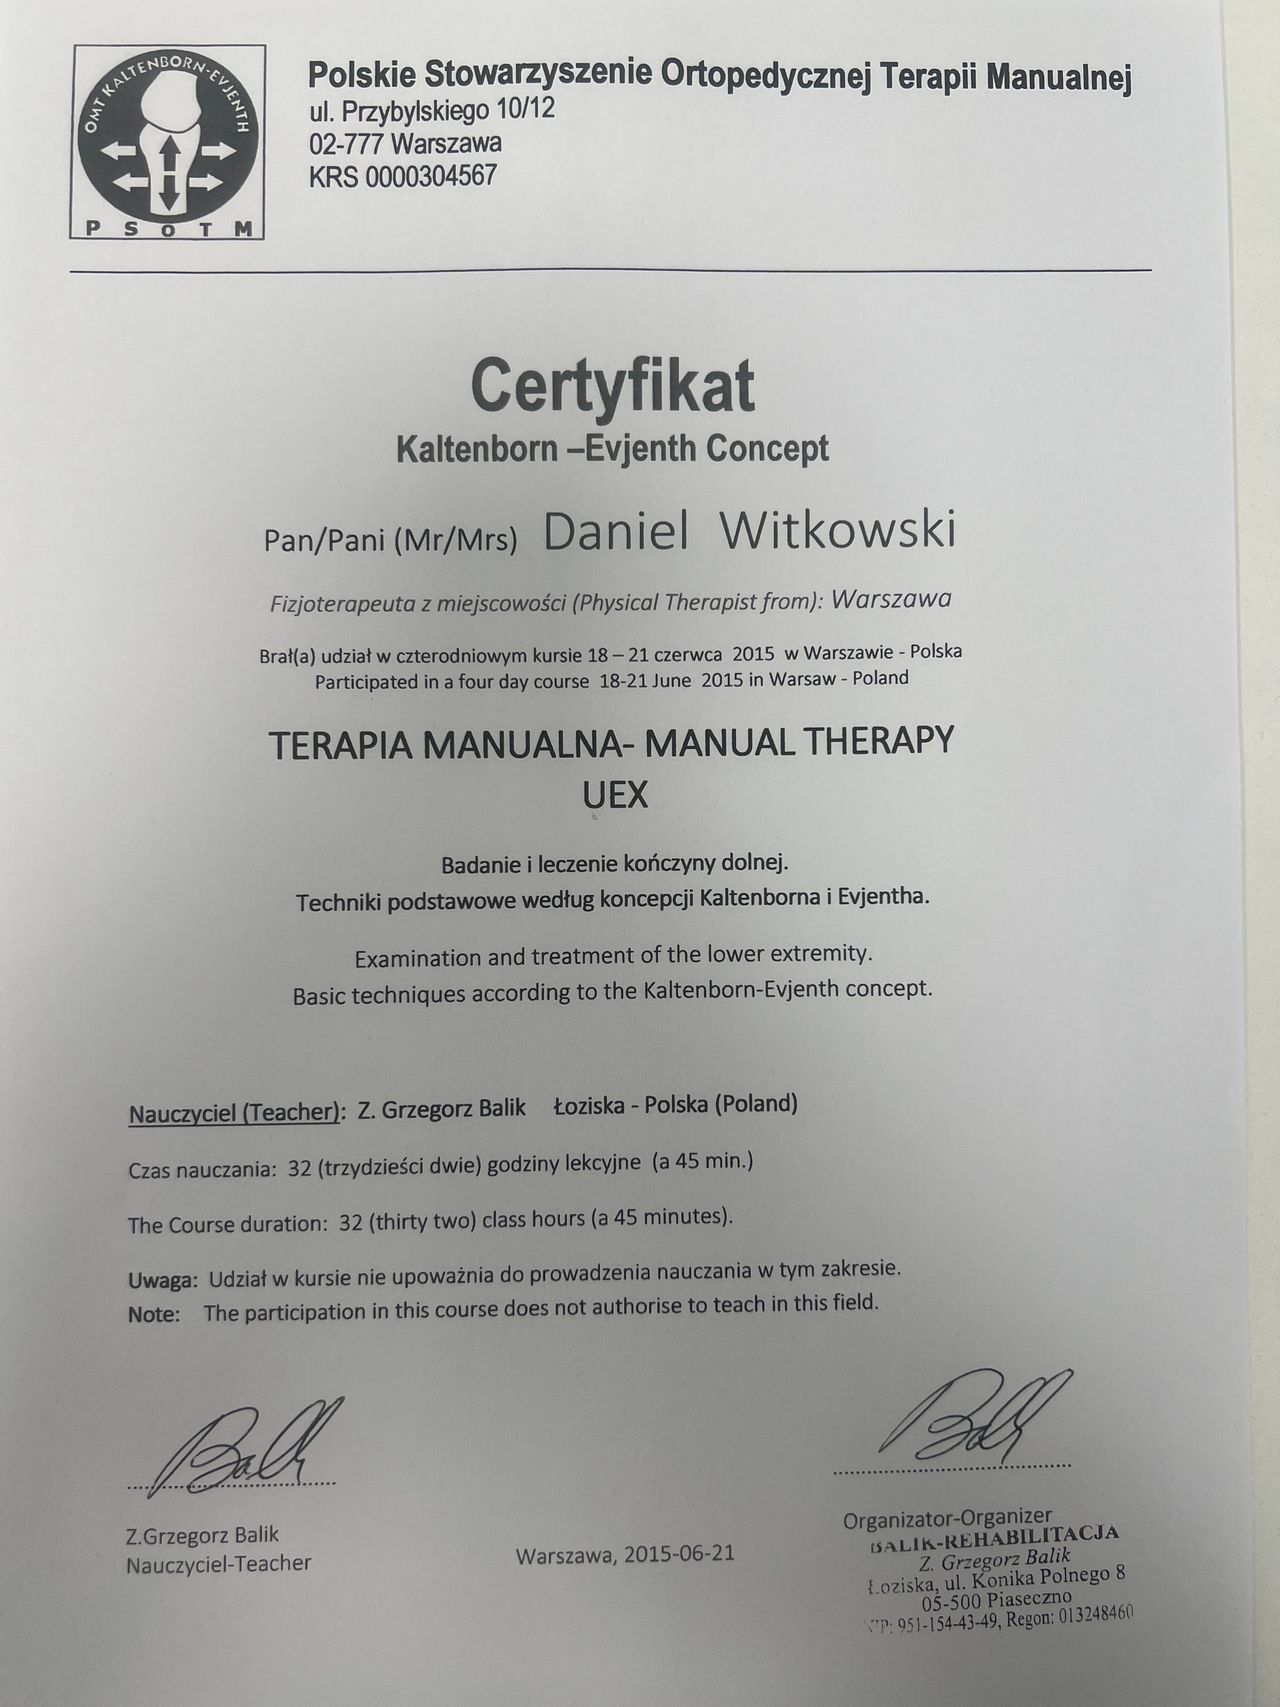 OMT KALTENBORN-EVJENTH
P S O T M
Polskie Stowarzyszenie Ortopedycznej Terapii Manualnej
ul. Przybylskiego 10/12
02-777 Warszawa
KRS 0000304567
Certyfikat
Kaltenborn –Evjenth Concept
Pan/Pani (Mr/Mrs) Daniel Witkowski
Fizjoterapeuta z miejscowości (Physical Therapist from): Warszawa
Brał(a) udział w czterodniowym kursie 18 – 21 czerwca 2015 w Warszawie - Polska
Participated in a four day course 18-21 June 2015 in Warsaw - Poland
TERAPIA MANUALNA- MANUAL THERAPY
UEX
Badanie i leczenie kończyny dolnej.
Techniki podstawowe według koncepcji Kaltenborna i Evjentha.
Examination and treatment of the lower extremity.
Basic techniques according to the Kaltenborn-Evjenth concept.
Nauczyciel (Teacher): Z. Grzegorz Balik Łoziska - Polska (Poland)
Czas nauczania: 32 (trzydzieści dwie) godziny lekcyjne (a 45 min.)
The Course duration: 32 (thirty two) class hours (a 45 minutes).
Uwaga: Udział w kursie nie upoważnia do prowadzenia nauczania w tym zakresie.
Note: The participation in this course does not authorise to teach in this field.
Z.Grzegorz Balik
Nauczyciel-Teacher
Warszawa, 2015-06-21
Organizator-Organizer
BALIK-REHABILITACJA
Z. Grzegorz Balik
Łoziska, ul. Konika Polnego 8
05-500 Piaseczno
951-154-43-49, Regon: 013248460